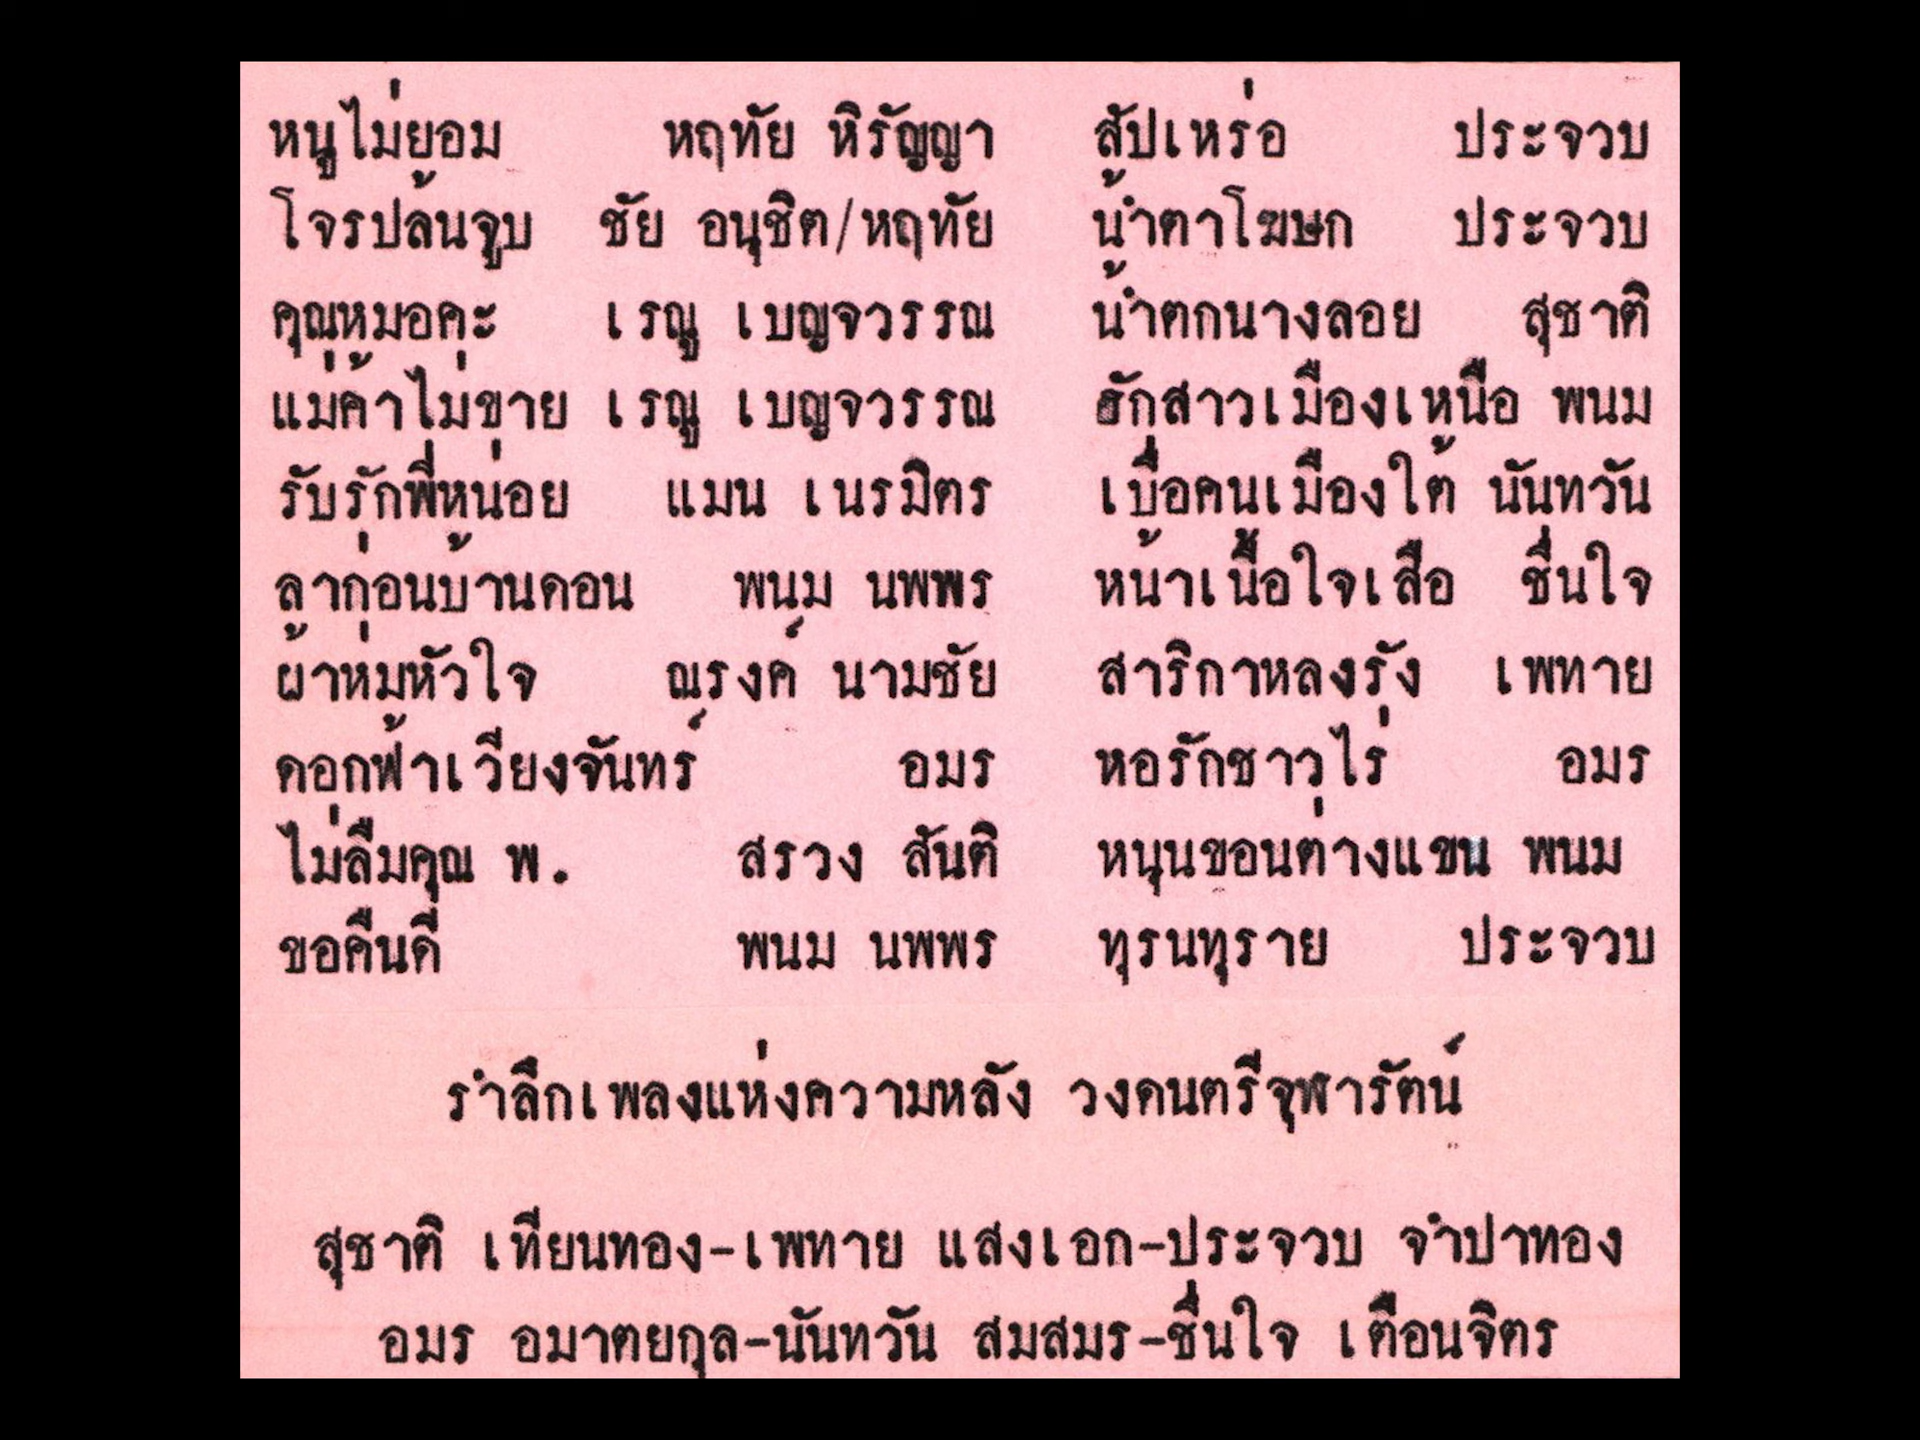 หนูไม่ยอม หฤทัย หิรัญญา สัปเหร่อ ประจวบ
โจรปล้นจูบ ชัย อนุชิต/หฤทัย น้ำตาโฆษก ประจวบ
คุณหมอคะ เรณู เบญจวรรณ น้ำตกนางลอย สุชาติ
แม่ค้าไม่ขาย เรณู เบญจวรรณ รักสาวเมืองเหนือ พนม
รับรักพี่หน่อย แมน เนรมิตร เบื่อคนเมืองใต้ นันทวัน
ลาก่อนบ้านดอน พนม นพพร หน้าเนื้อใจเสือ ชื่นใจ
ผ้าห่มหัวใจ ณรงค์ นามชัย สาริกาหลงรัง เพทาย
ดอกฟ้าเวียงจันทร์ อมร หอรักชาวไร่ อมร
ไม่ลืมคุณ พ. สรวง สันติ หนุนขอนต่างแขน พนม
ขอคืนดี พนม นพพร ทุรนทุราย ประจวบ
รำลึกเพลงแห่งความหลัง วงดนตรีจุฬารัตน์
สุชาติ เทียนทอง-เพทาย แสงเอก-ประจวบ จำปาทอง
อมร อมาตยกุล-นันทวัน สมสมร-ชื่นใจ เตือนจิตร